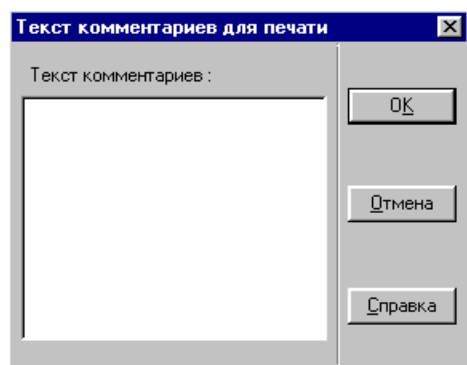 Текст комментариев для печати
Текст комментариев :
OK
Отмена
Справка